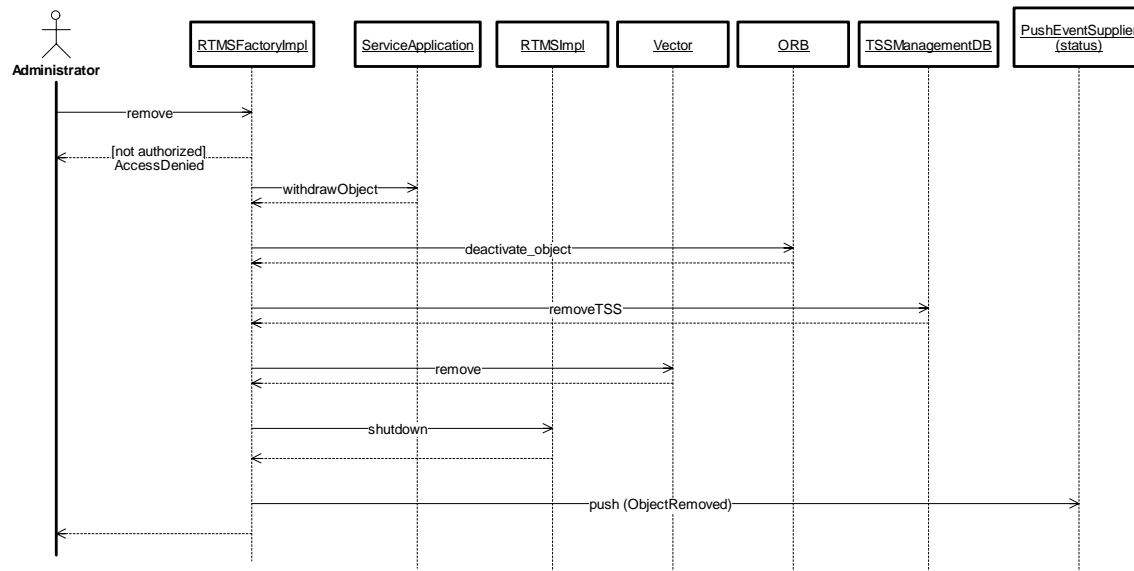 Administrator
RTMSFactoryImpl
ServiceApplication
RTMSImpl
Vector
ORB
TSSManagementDB
PushEventSupplier
(status)
remove
[not authorized]
AccessDenied
withdrawObject
deactivate_object
removeTSS
remove
shutdown
push (ObjectRemoved)